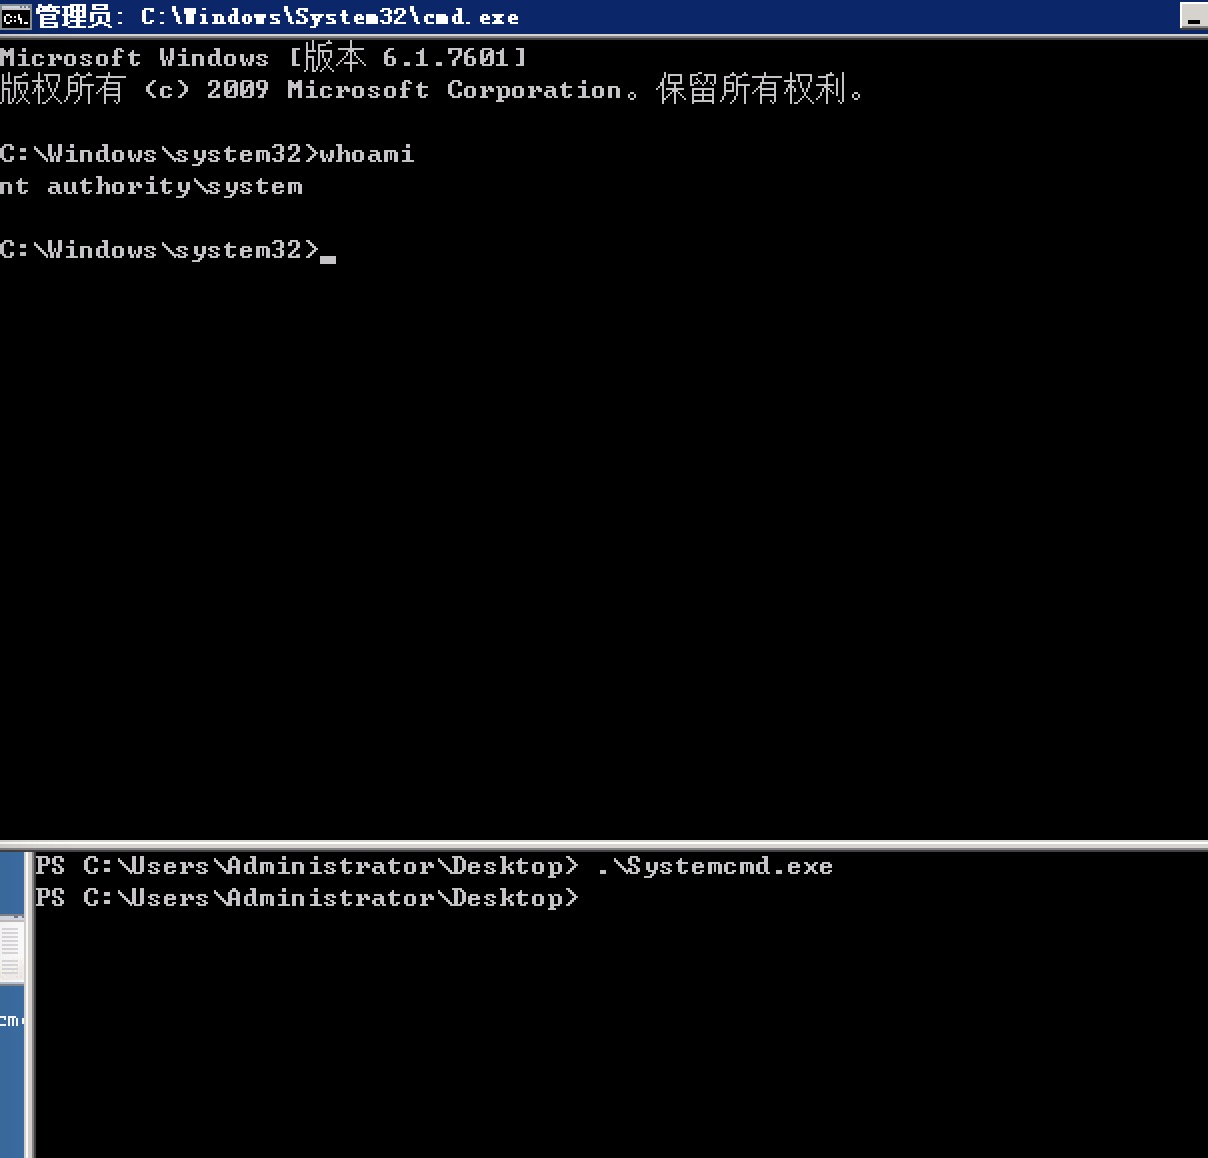 管理员: C:\Windows\System32\cmd.exe
Microsoft Windows [版本 6.1.7601]
版权所有 (c) 2009 Microsoft Corporation。保留所有权利。
C:\Windows\system32>whoami
nt authority\system
C:\Windows\system32>_
PS C:\Users\Administrator\Desktop> .\Systemcmd.exe
PS C:\Users\Administrator\Desktop>